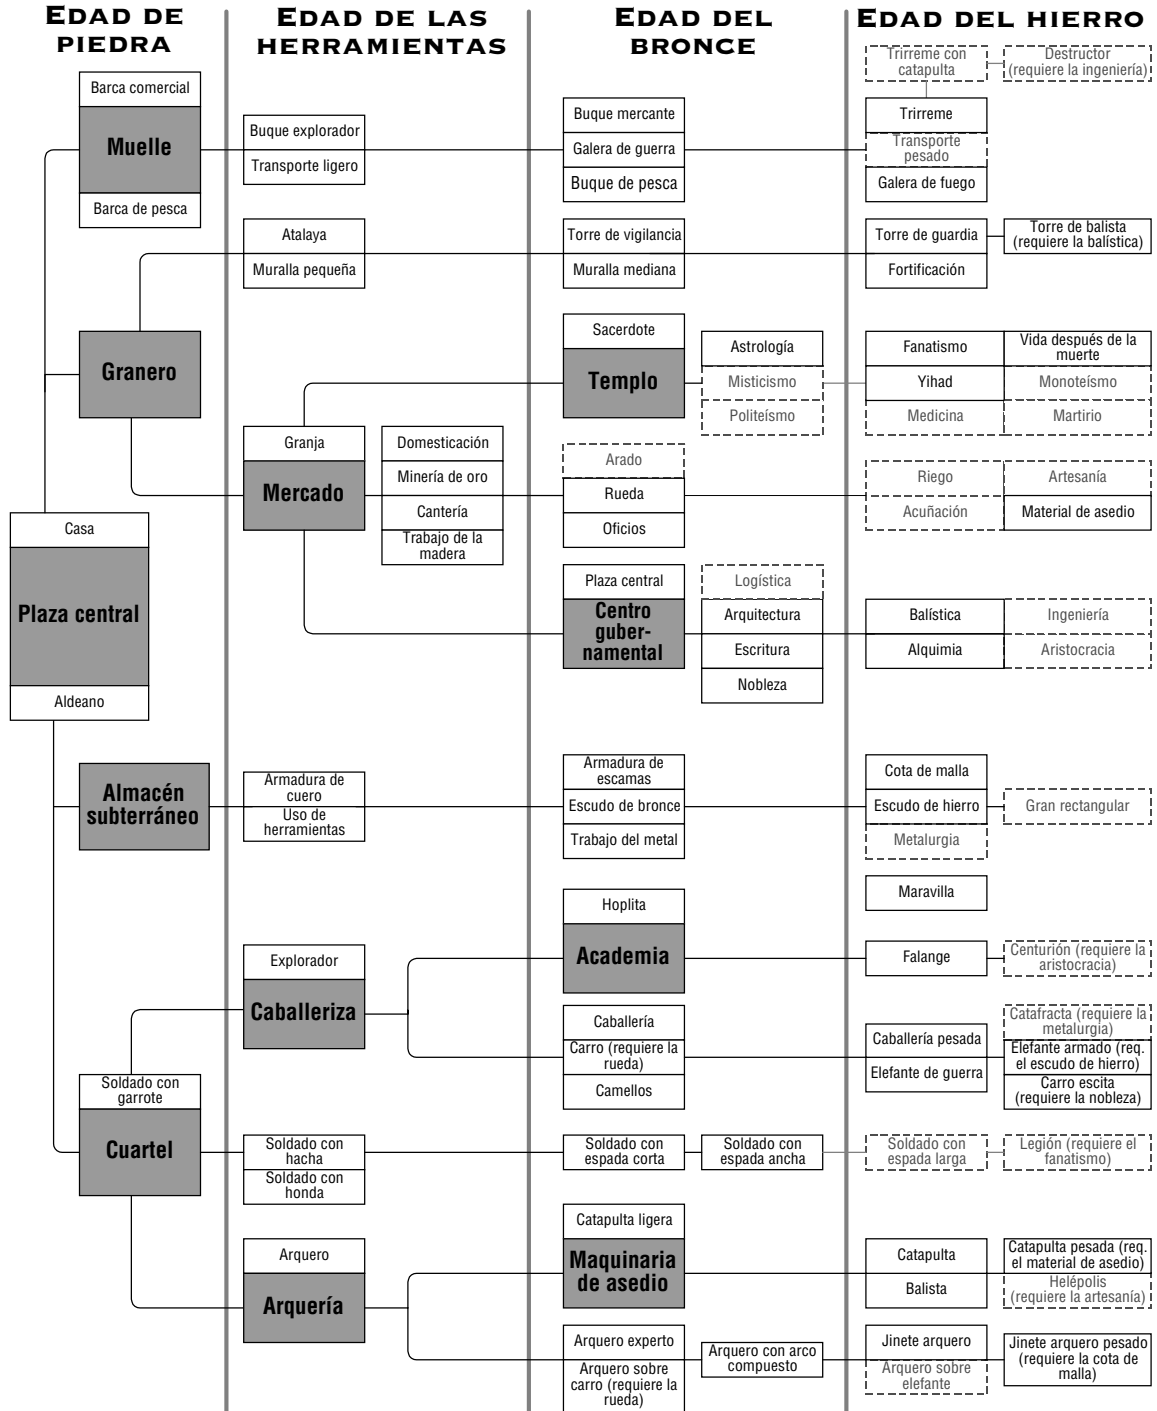 EDAD DE
PIEDRA
EDAD DE LAS
HERRAMIENTAS
EDAD DEL
BRONCE
EDAD DEL HIERRO
Barca comercial
Muelle
Barca de pesca
Buque explorador
Transporte ligero
Buque mercante
Galera de guerra
Buque de pesca
Trirreme con
catapulta
Destructor
(requiere la ingeniería)
Trirreme
Transporte
pesado
Galera de fuego
Atalaya
Muralla pequeña
Torre de vigilancia
Muralla mediana
Torre de guardia
Fortificación
Torre de balista
(requiere la balística)
Granero
Sacerdote
Templo
Astrología
Misticismo
Politeísmo
Fanatismo
Yihad
Medicina
Vida después de la
muerte
Monoteísmo
Martirio
Granja
Mercado
Domesticación
Minería de oro
Cantería
Trabajo de la
madera
Arado
Rueda
Oficios
Riego
Acuñación
Artesanía
Material de asedio
Casa
Plaza central
Aldeano
Plaza central
Centro
guber-
namental
Logística
Arquitectura
Escritura
Nobleza
Balística
Alquimia
Ingeniería
Aristocracia
Almacén
subterráneo
Armadura de
cuero
Uso de
herramientas
Armadura de
escamas
Escudo de bronce
Trabajo del metal
Cota de malla
Escudo de hierro
Metalurgia
Gran rectangular
Maravilla
Hoplita
Academia
Falange
Centurión (requiere la
aristocracia)
Explorador
Caballeriza
Caballería
Carro (requiere la
rueda)
Camellos
Caballería pesada
Elefante de guerra
Catafracta (requiere la
metalurgia)
Elefante armado (req.
el escudo de hierro)
Carro escita
(requiere la nobleza)
Soldado con
garrote
Cuartel
Soldado con
hacha
Soldado con
honda
Soldado con
espada corta
Soldado con
espada ancha
Soldado con
espada larga
Legión (requiere el
fanatismo)
Arquero
Arquería
Catapulta ligera
Maquinaria
de asedio
Catapulta
Balista
Catapulta pesada (req.
el material de asedio)
Helépolis
(requiere la artesanía)
Arquero experto
Arquero sobre
carro (requiere la
rueda)
Arquero con arco
compuesto
Jinete arquero
Arquero sobre
elefante
Jinete arquero pesado
(requiere la cota de
malla)